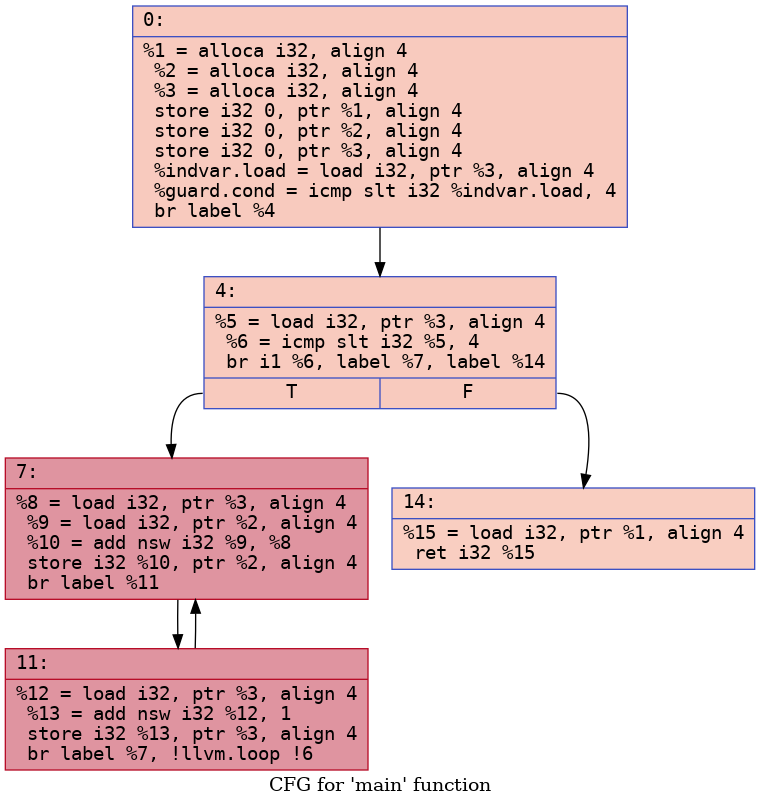 0:
%1 = alloca i32, align 4
%2 = alloca i32, align 4
%3 = alloca i32, align 4
store i32 0, ptr %1, align 4
store i32 0, ptr %2, align 4
store i32 0, ptr %3, align 4
%indvar.load = load i32, ptr %3, align 4
%guard.cond = icmp slt i32 %indvar.load, 4
br label %4
4:
%5 = load i32, ptr %3, align 4
%6 = icmp slt i32 %5, 4
br i1 %6, label %7, label %14
T F
7:
%8 = load i32, ptr %3, align 4
%9 = load i32, ptr %2, align 4
%10 = add nsw i32 %9, %8
store i32 %10, ptr %2, align 4
br label %11
14:
%15 = load i32, ptr %1, align 4
ret i32 %15
11:
%12 = load i32, ptr %3, align 4
%13 = add nsw i32 %12, 1
store i32 %13, ptr %3, align 4
br label %7, !llvm.loop !6
CFG for 'main' function